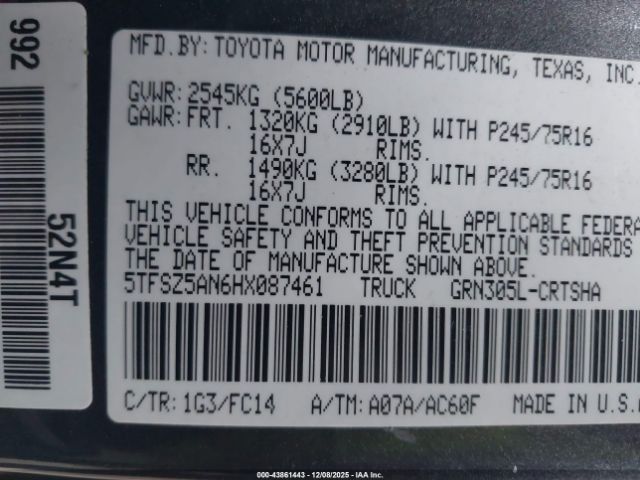 MFD.BY: TOYOTA MOTOR MANUFACTURING, TEXAS, INC.
GVWR: 2545KG (5600LB)
GAWR: FRT. 1320KG (2910LB) WITH P245/75R16
16X7J RIMS.
RR. 1490KG (3280LB) WITH P245/75R16
16X7J RIMS.
THIS VEHICLE CONFORMS TO ALL APPLICABLE FEDERA
VEHICLE SAFETY AND THEFT PREVENTION STANDARDS
THE DATE OF MANUFACTURE SHOWN ABOVE.
5TFSZ5AN6HX087461 TRUCK GRN305L-CRTSHA
C/TR: 1G3/FC14 A/TM: A07A/AC60F MADE IN U.S.
992
52N4T
000-43861443 - 12/08/2025 - IAA Inc.